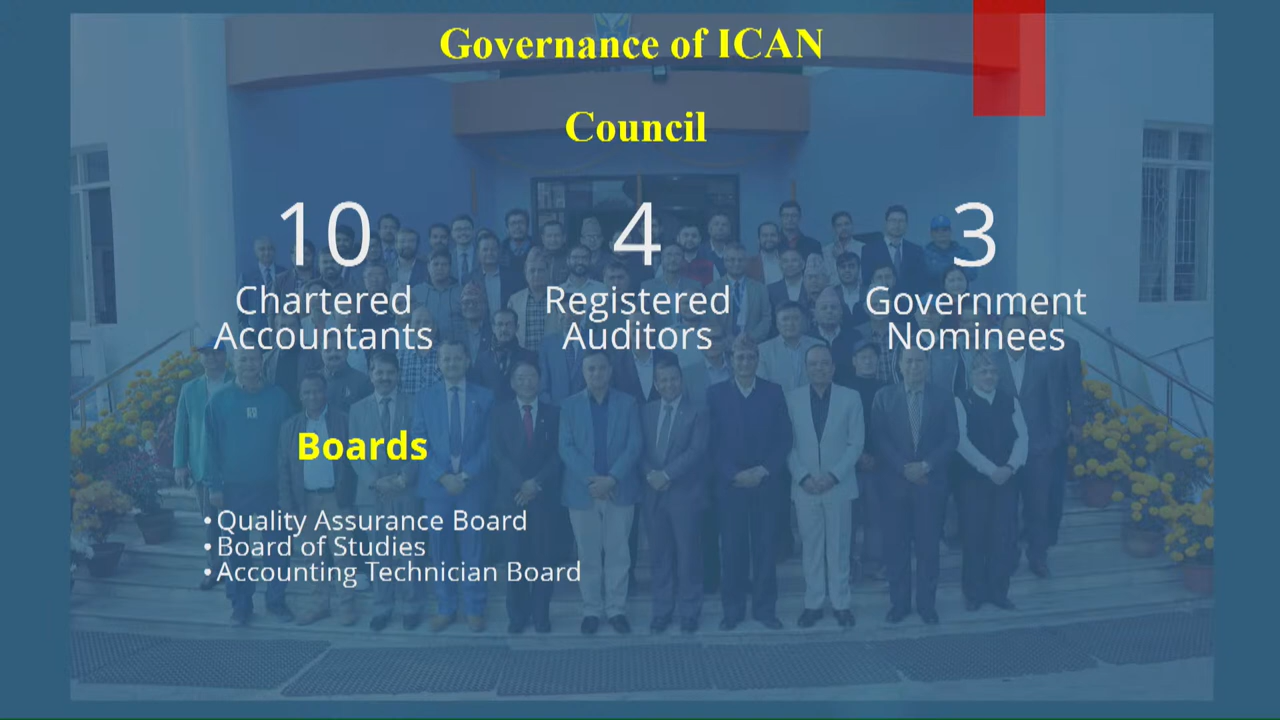 Governance of ICAN
Council
10
4
3
Chartered
Accountants
Registered
Auditors
Government
Nominees
Boards
• Quality Assurance Board
• Board of Studies
• Accounting Technician Board